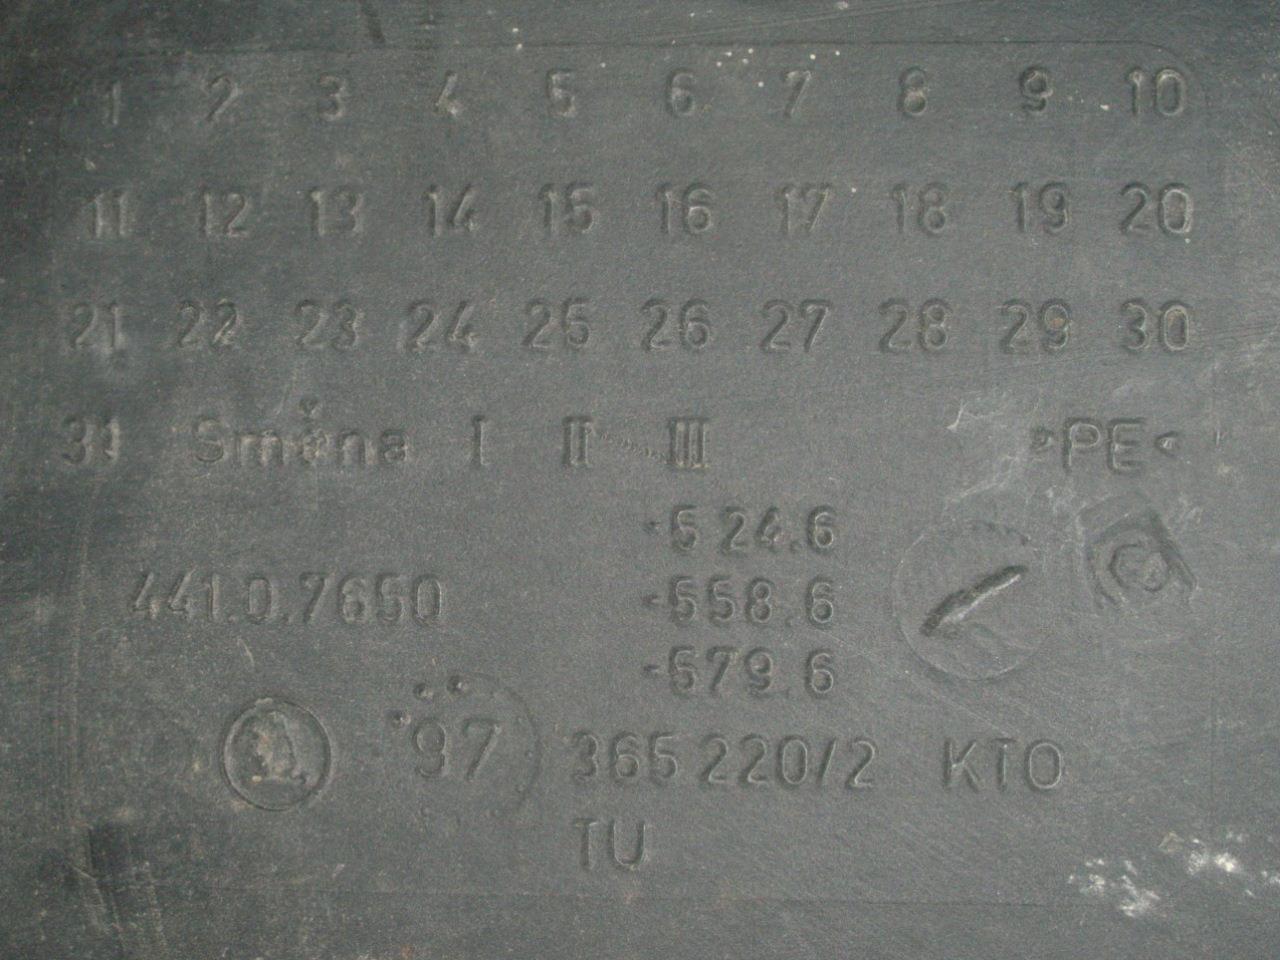 1 2 3 4 5 6 7 8 9 10
11 12 13 14 15 16 17 18 19 20
21 22 23 24 25 26 27 28 29 30
31 Směna I II III >PE<
-524.6
441.0.7650 -558.6
-579.6
'97 365 220/2 KTO
TU